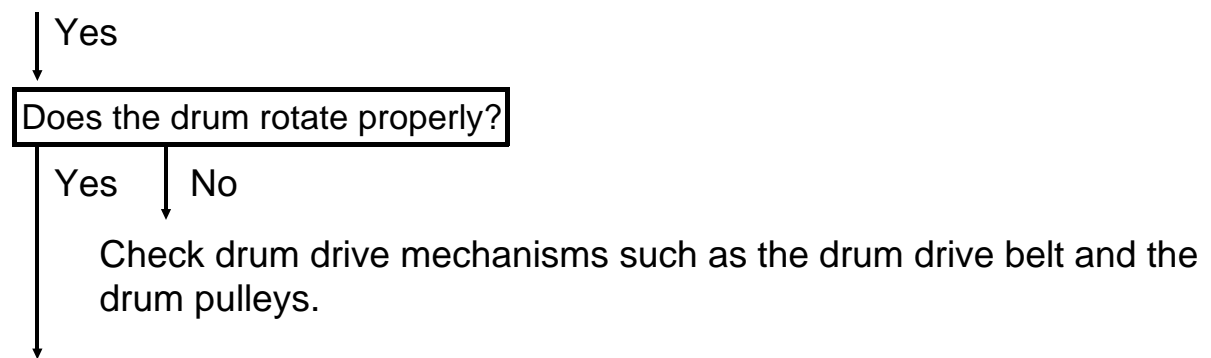 Yes
Does the drum rotate properly?
Yes No
Check drum drive mechanisms such as the drum drive belt and the
drum pulleys.